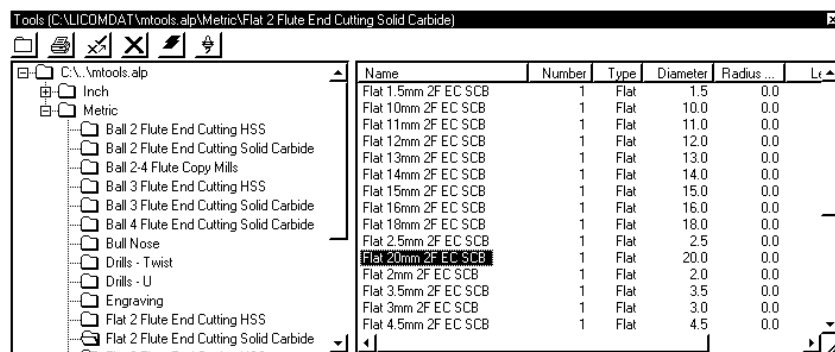 Tools (C:\LICOMDAT\mtools.alp\Metric\Flat 2 Flute End Cutting Solid Carbide)
C:\..\mtools.alp
Inch
Metric
Ball 2 Flute End Cutting HSS
Ball 2 Flute End Cutting Solid Carbide
Ball 2-4 Flute Copy Mills
Ball 3 Flute End Cutting HSS
Ball 3 Flute End Cutting Solid Carbide
Ball 4 Flute End Cutting Solid Carbide
Bull Nose
Drills - Twist
Drills - U
Engraving
Flat 2 Flute End Cutting HSS
Flat 2 Flute End Cutting Solid Carbide
Name Number Type Diameter Radius ...
Flat 1.5mm 2F EC SCB 1 Flat 1.5 0.0
Flat 10mm 2F EC SCB 1 Flat 10.0 0.0
Flat 11mm 2F EC SCB 1 Flat 11.0 0.0
Flat 12mm 2F EC SCB 1 Flat 12.0 0.0
Flat 13mm 2F EC SCB 1 Flat 13.0 0.0
Flat 14mm 2F EC SCB 1 Flat 14.0 0.0
Flat 15mm 2F EC SCB 1 Flat 15.0 0.0
Flat 16mm 2F EC SCB 1 Flat 16.0 0.0
Flat 18mm 2F EC SCB 1 Flat 18.0 0.0
Flat 2.5mm 2F EC SCB 1 Flat 2.5 0.0
Flat 20mm 2F EC SCB 1 Flat 20.0 0.0
Flat 2mm 2F EC SCB 1 Flat 2.0 0.0
Flat 3.5mm 2F EC SCB 1 Flat 3.5 0.0
Flat 3mm 2F EC SCB 1 Flat 3.0 0.0
Flat 4.5mm 2F EC SCB 1 Flat 4.5 0.0